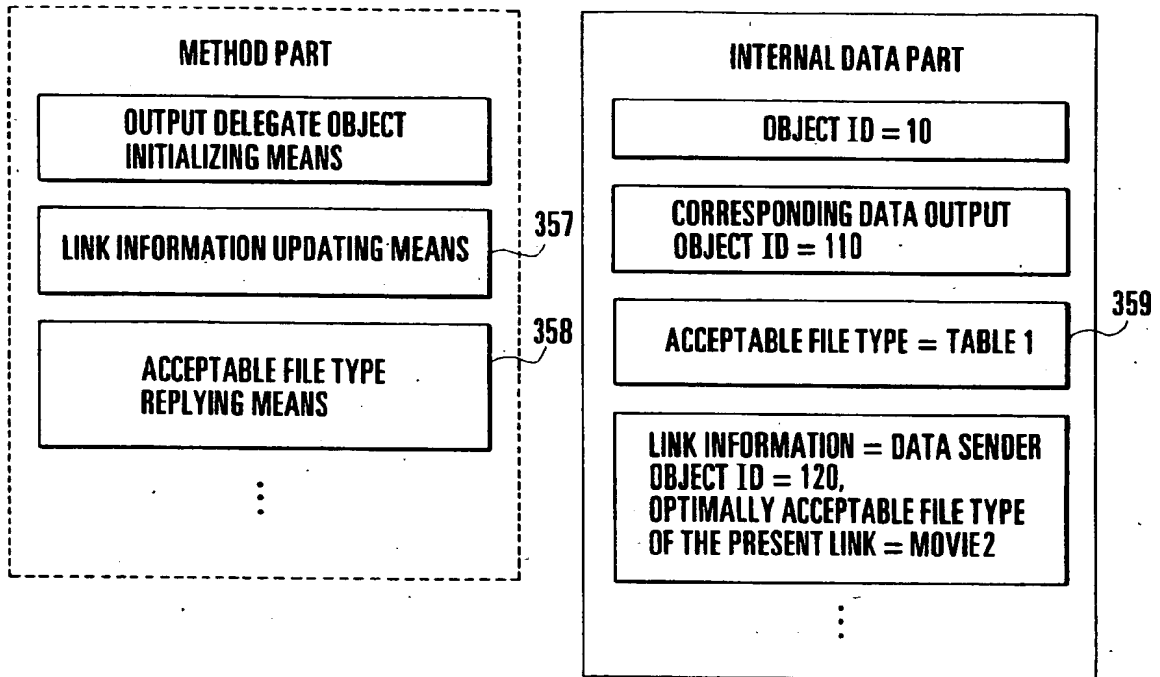 METHOD PART
OUTPUT DELEGATE OBJECT
INITIALIZING MEANS
LINK INFORMATION UPDATING MEANS
357
ACCEPTABLE FILE TYPE
REPLYING MEANS
358
INTERNAL DATA PART
OBJECT ID = 10
CORRESPONDING DATA OUTPUT
OBJECT ID = 110
ACCEPTABLE FILE TYPE = TABLE 1
359
LINK INFORMATION = DATA SENDER
OBJECT ID = 120,
OPTIMALLY ACCEPTABLE FILE TYPE
OF THE PRESENT LINK = MOVIE2